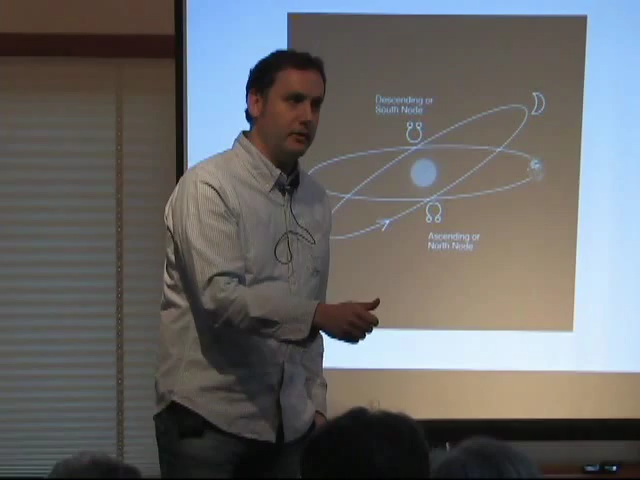 Descending or
South Node
Ascending or
North Node